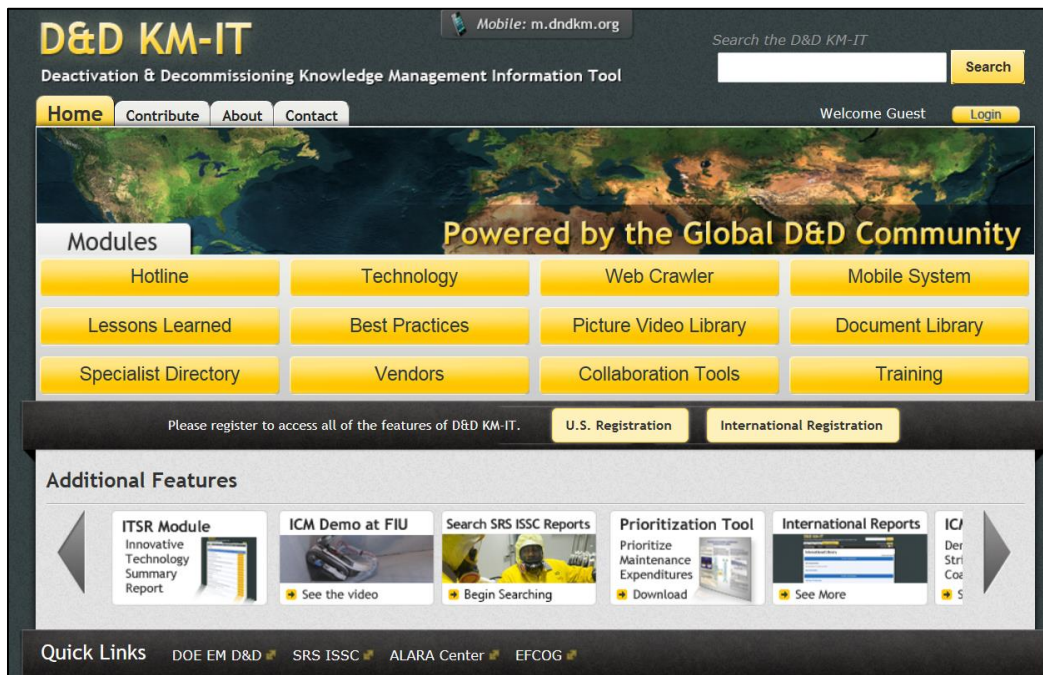 D&D KM-IT
Mobile: m.dndkm.org
Search the D&D KM-IT
Deactivation & Decommissioning Knowledge Management Information Tool
Search
Home Contribute About Contact
Welcome Guest Login
Modules
Powered by the Global D&D Community
Hotline Technology Web Crawler Mobile System
Lessons Learned Best Practices Picture Video Library Document Library
Specialist Directory Vendors Collaboration Tools Training
Please register to access all of the features of D&D KM-IT. U.S. Registration International Registration
Additional Features
ITSR Module
Innovative
Technology
Summary
Report
ICM Demo at FIU
See the video
Search SRS ISSC Reports
Begin Searching
Prioritization Tool
Prioritize
Maintenance
Expenditures
Download
International Reports
See More
Quick Links DOE EM D&D SRS ISSC ALARA Center EFCOG